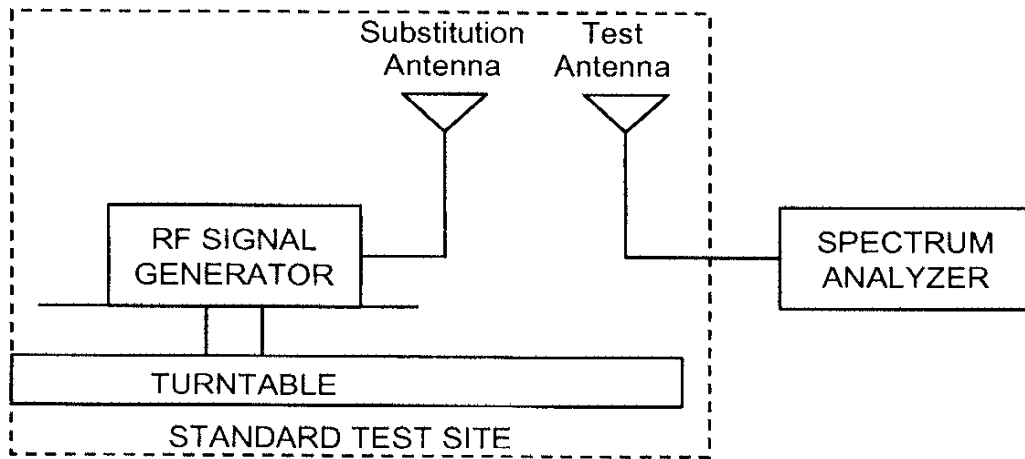 Substitution
Antenna
Test
Antenna
RF SIGNAL
GENERATOR
SPECTRUM
ANALYZER
TURNTABLE
STANDARD TEST SITE